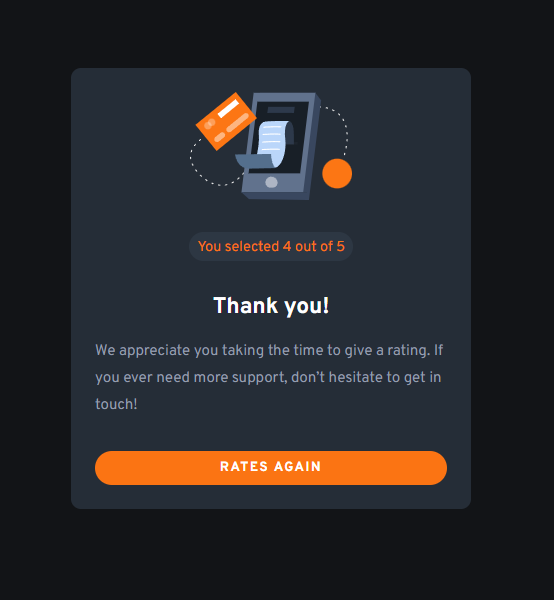 You selected 4 out of 5
Thank you!
We appreciate you taking the time to give a rating. If
you ever need more support, don’t hesitate to get in
touch!
RATES AGAIN